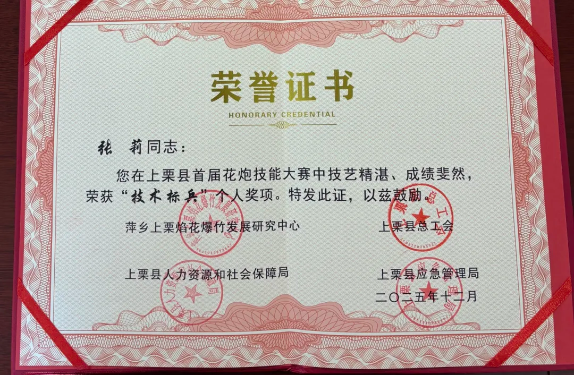 荣誉证书
HONORARY CREDENTIAL
张 莉同志：
您在上栗县首届花炮技能大赛中技艺精湛、成绩斐然，
荣获“技术标兵”个人奖项。特发此证，以兹鼓励。
萍乡上栗焰花爆竹发展研究中心 上栗县总工会
上栗县人力资源和社会保障局 上栗县应急管理局
二〇二五年十二月